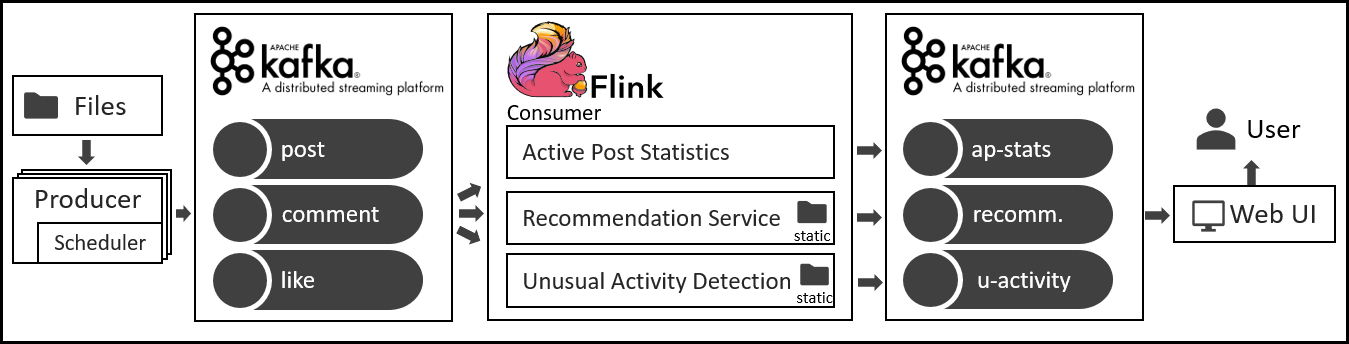 Files
Producer
Scheduler
APACHE
kafka®
A distributed streaming platform
post
comment
like
Flink
Consumer
Active Post Statistics
Recommendation Service
static
Unusual Activity Detection
static
APACHE
kafka®
A distributed streaming platform
ap-stats
recomm.
u-activity
User
Web UI